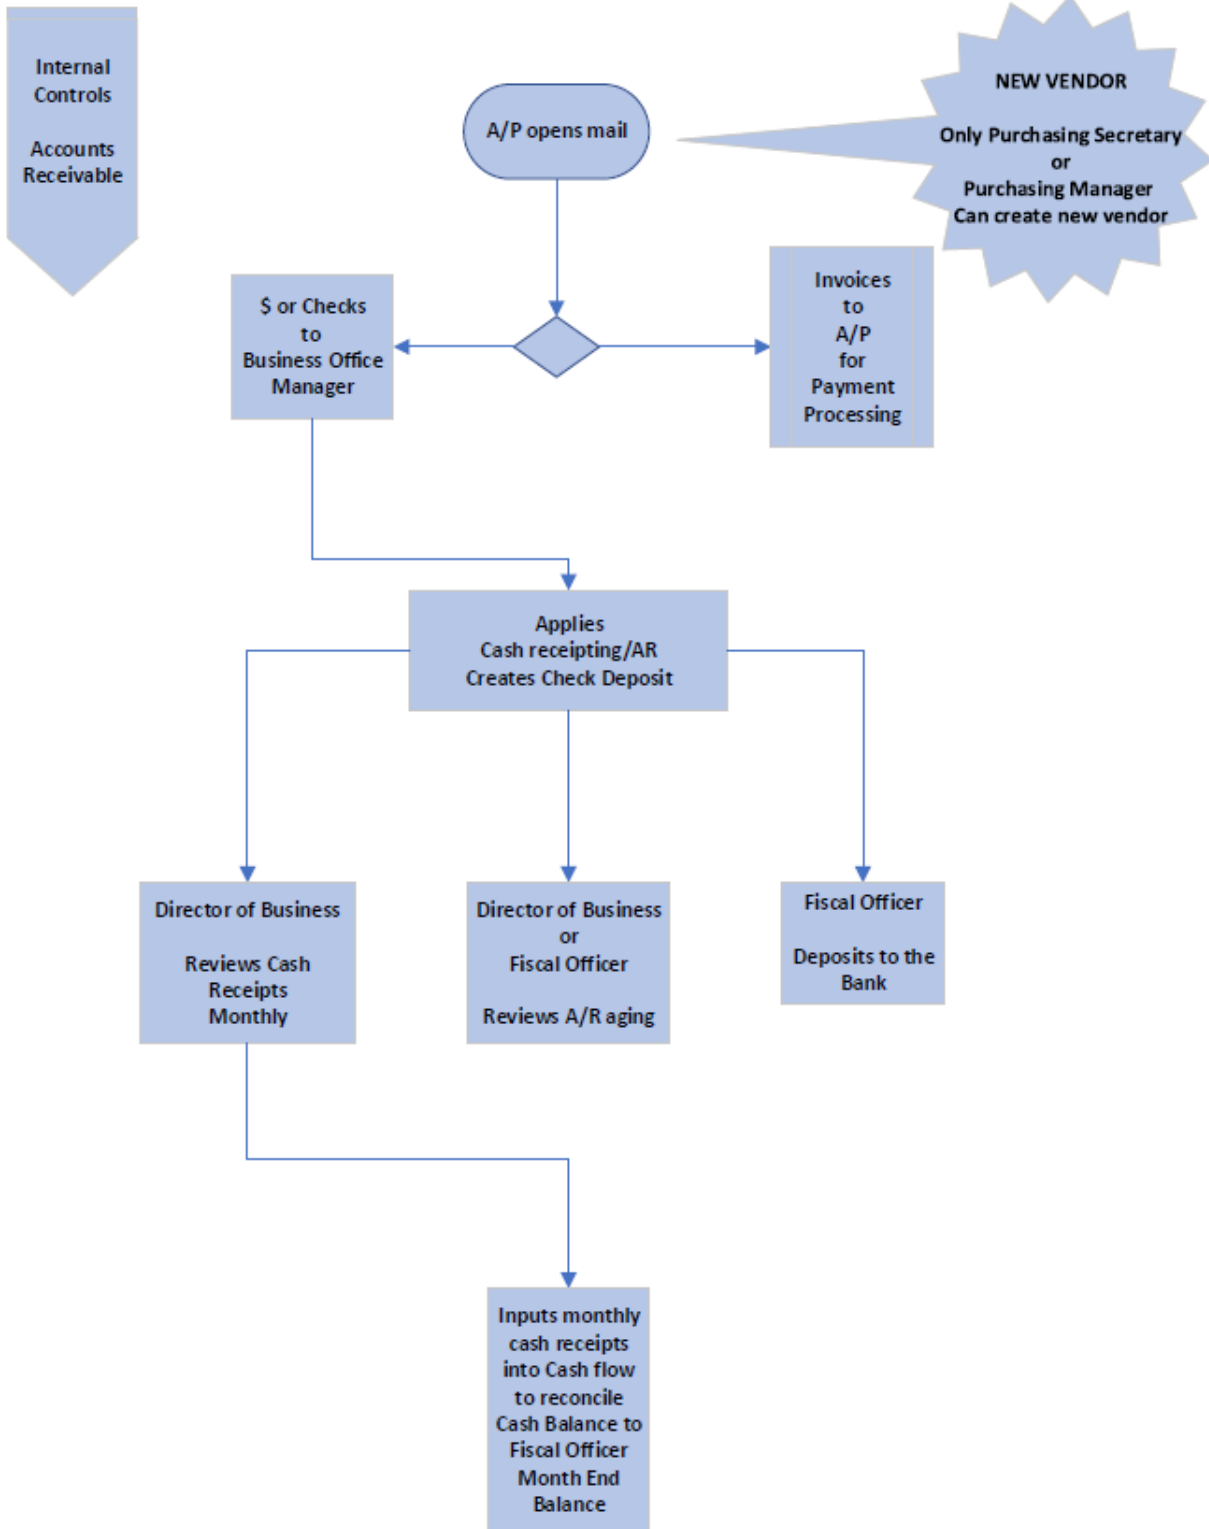 Internal
Controls
Accounts
Receivable
A/P opens mail
NEW VENDOR
Only Purchasing Secretary
or
Purchasing Manager
Can create new vendor
$ or Checks
to
Business Office
Manager
Invoices
to
A/P
for
Payment
Processing
Applies
Cash receipting/AR
Creates Check Deposit
Director of Business
Reviews Cash
Receipts
Monthly
Director of Business
or
Fiscal Officer
Reviews A/R aging
Fiscal Officer
Deposits to the
Bank
Inputs monthly
cash receipts
into Cash flow
to reconcile
Cash Balance to
Fiscal Officer
Month End
Balance